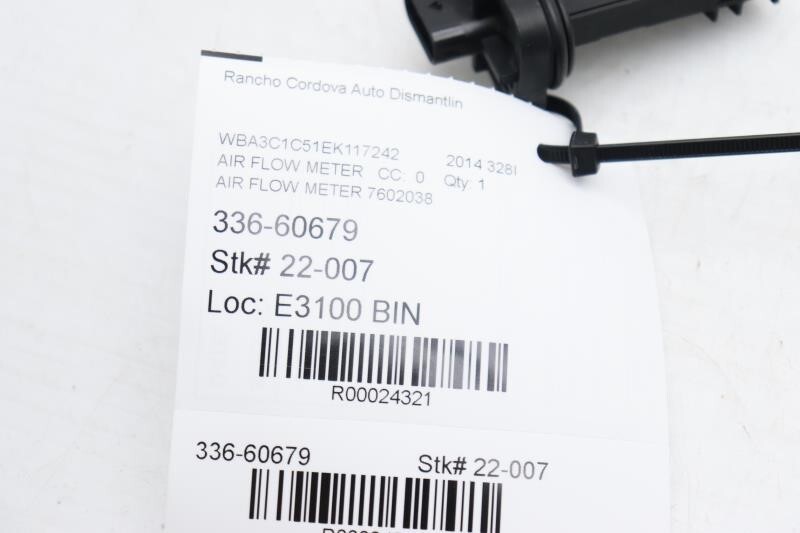 Rancho Cordova Auto Dismantlin
WBA3C1C51EK117242 2014 328I
AIR FLOW METER CC: 0 Qty: 1
AIR FLOW METER 7602038
336-60679
Stk# 22-007
Loc: E3100 BIN
R00024321
336-60679 Stk# 22-007